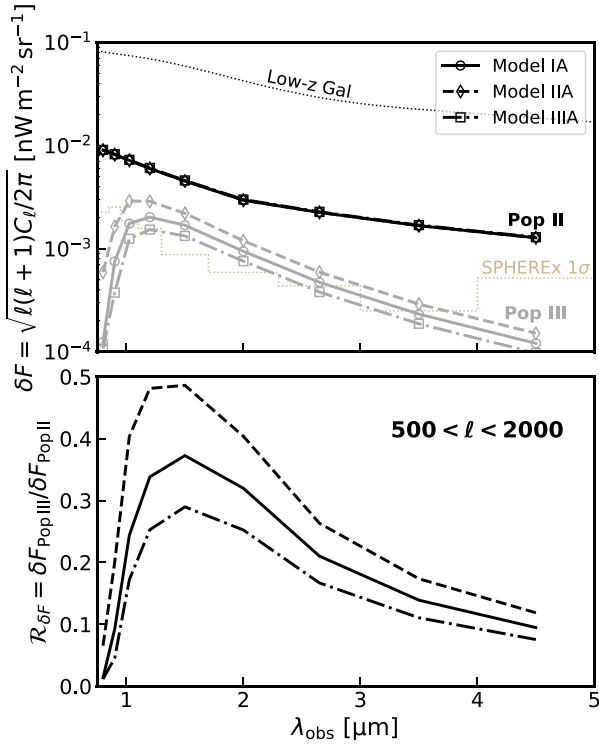 δF = √ℓ(ℓ + 1)C_ℓ/2π [nW m⁻² sr⁻¹]
10⁻¹
10⁻²
10⁻³
10⁻⁴
Low-z Gal
Model IA
Model IIA
Model IIIA
Pop II
SPHEREx 1σ
Pop III
R_δF = δF_Pop III/δF_Pop II
0.5
0.4
0.3
0.2
0.1
0.0
500 < ℓ < 2000
1 2 3 4 5
λ_obs [μm]